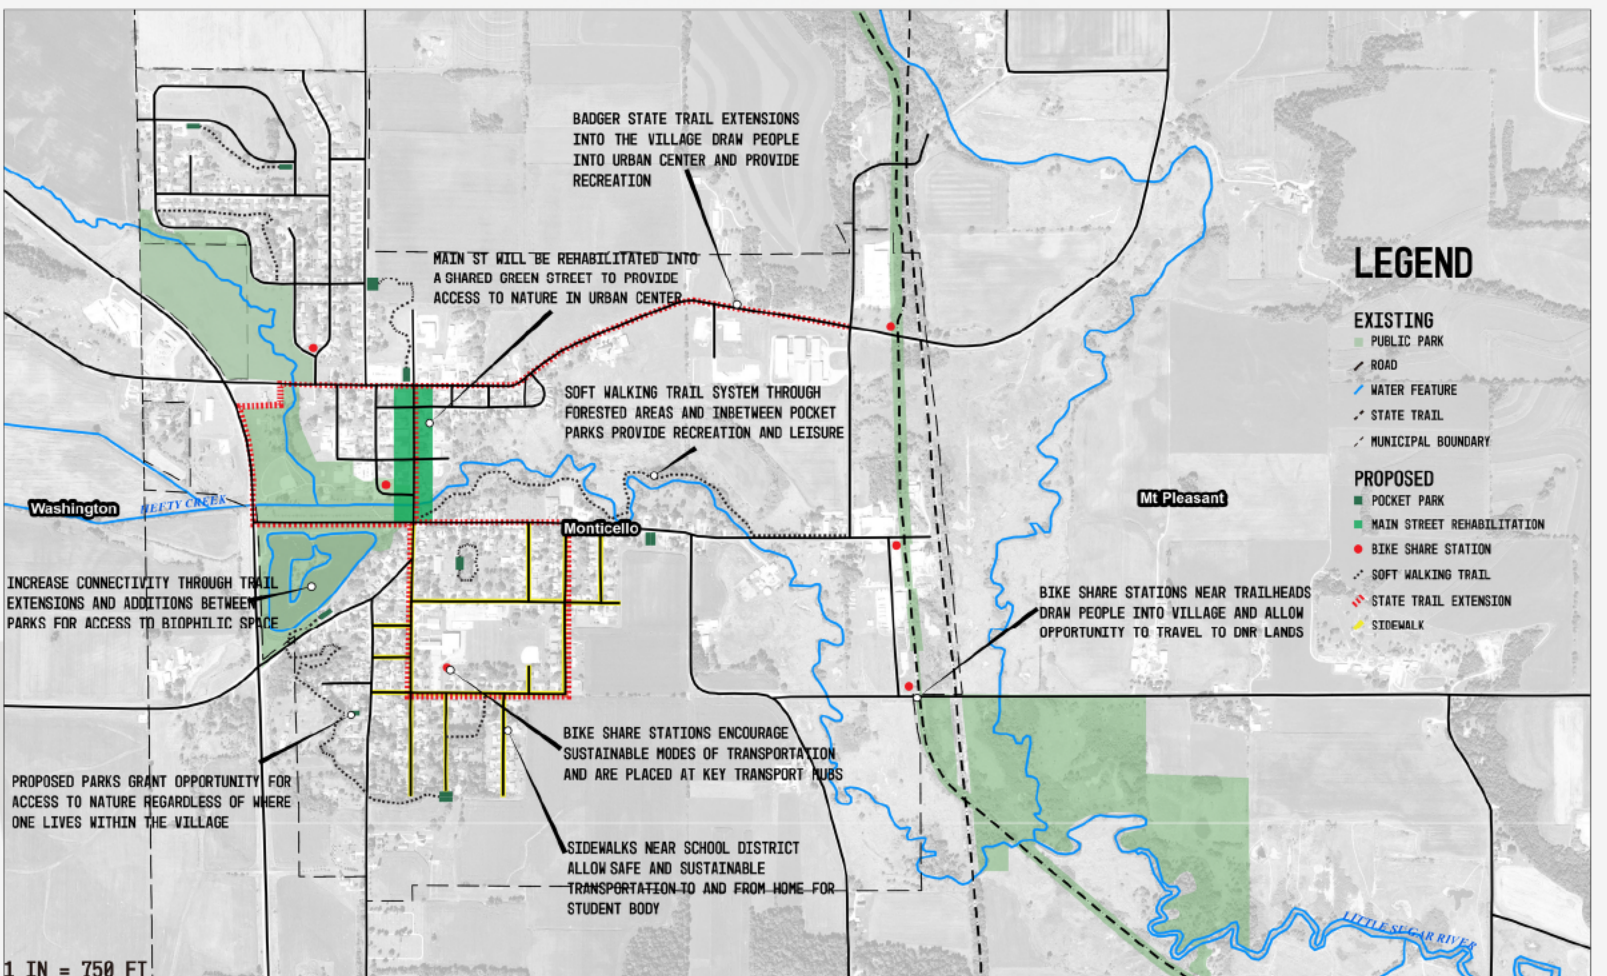 BADGER STATE TRAIL EXTENSIONS
INTO THE VILLAGE DRAW PEOPLE
INTO URBAN CENTER AND PROVIDE
RECREATION
MAIN ST WILL BE REHABILITATED INTO
A SHARED GREEN STREET TO PROVIDE
ACCESS TO NATURE IN URBAN CENTER
SOFT WALKING TRAIL SYSTEM THROUGH
FORESTED AREAS AND INBETWEEN POCKET
PARKS PROVIDE RECREATION AND LEISURE
LEGEND
EXISTING
PUBLIC PARK
ROAD
WATER FEATURE
STATE TRAIL
MUNICIPAL BOUNDARY
PROPOSED
POCKET PARK
MAIN STREET REHABILITATION
BIKE SHARE STATION
SOFT WALKING TRAIL
STATE TRAIL EXTENSION
SIDEWALK
Washington
HEFTY CREEK
Monticello
Mt Pleasant
INCREASE CONNECTIVITY THROUGH TRAIL
EXTENSIONS AND ADDITIONS BETWEEN
PARKS FOR ACCESS TO BIOPHILIC SPACE
BIKE SHARE STATIONS NEAR TRAILHEADS
DRAW PEOPLE INTO VILLAGE AND ALLOW
OPPORTUNITY TO TRAVEL TO DNR LANDS
BIKE SHARE STATIONS ENCOURAGE
SUSTAINABLE MODES OF TRANSPORTATION
AND ARE PLACED AT KEY TRANSPORT HUBS
PROPOSED PARKS GRANT OPPORTUNITY FOR
ACCESS TO NATURE REGARDLESS OF WHERE
ONE LIVES WITHIN THE VILLAGE
SIDEWALKS NEAR SCHOOL DISTRICT
ALLOW SAFE AND SUSTAINABLE
TRANSPORTATION TO AND FROM HOME FOR
STUDENT BODY
LITTLE SUGAR RIVER
1 IN = 750 FT